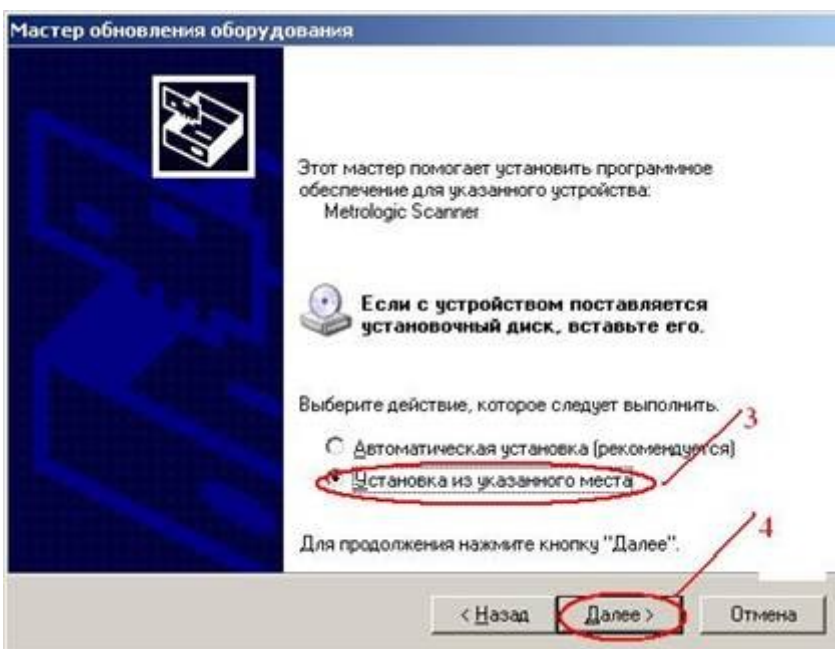 Мастер обновления оборудования
Этот мастер помогает установить программное
обеспечение для указанного устройства:
Metrologic Scanner
Если с устройством поставляется
установочный диск, вставьте его.
Выберите действие, которое следует выполнить.
3
Автоматическая установка (рекомендуется)
Установка из указанного места
4
Для продолжения нажмите кнопку "Далее".
< Назад
Далее >
Отмена